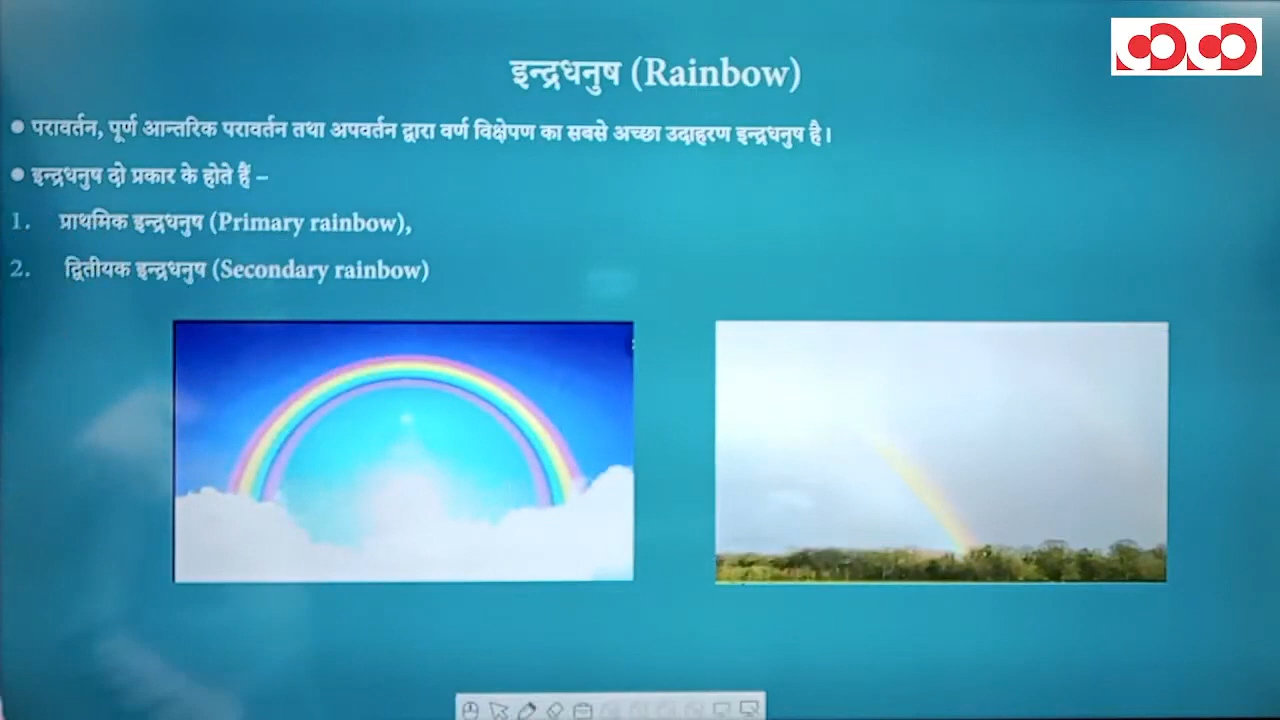 इन्द्रधनुष (Rainbow)
● परावर्तन, पूर्ण आन्तरिक परावर्तन तथा अपवर्तन द्वारा वर्ण विक्षेपण का सबसे अच्छा उदाहरण इन्द्रधनुष है।
● इन्द्रधनुष दो प्रकार के होते हैं –
1. प्राथमिक इन्द्रधनुष (Primary rainbow),
2. द्वितीयक इन्द्रधनुष (Secondary rainbow)